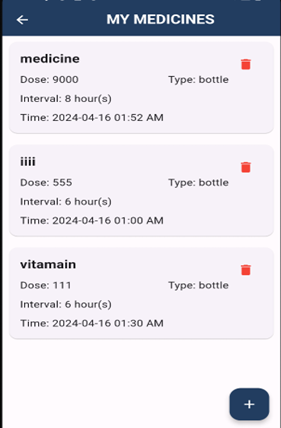 MY MEDICINES
medicine
Dose: 9000 Type: bottle
Interval: 8 hour(s)
Time: 2024-04-16 01:52 AM
iiii
Dose: 555 Type: bottle
Interval: 6 hour(s)
Time: 2024-04-16 01:00 AM
vitamain
Dose: 111 Type: bottle
Interval: 6 hour(s)
Time: 2024-04-16 01:30 AM